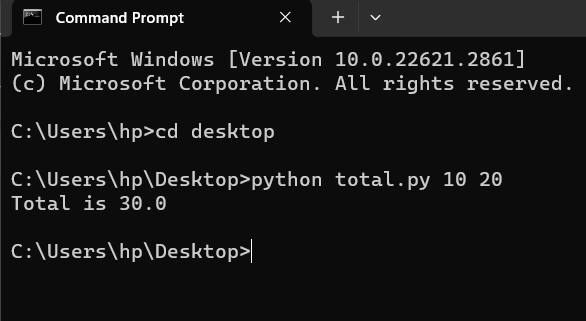 Command Prompt
Microsoft Windows [Version 10.0.22621.2861]
(c) Microsoft Corporation. All rights reserved.
C:\Users\hp>cd desktop
C:\Users\hp\Desktop>python total.py 10 20
Total is 30.0
C:\Users\hp\Desktop>